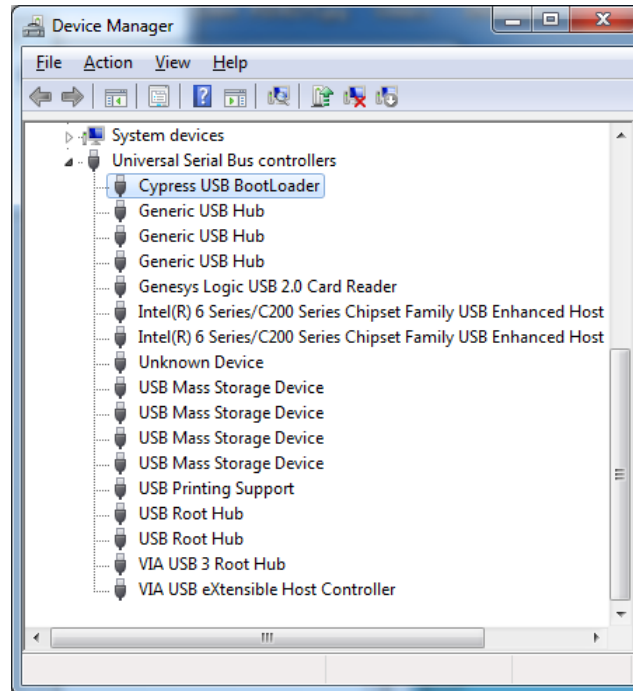 Device Manager
File Action View Help
System devices
Universal Serial Bus controllers
Cypress USB BootLoader
Generic USB Hub
Generic USB Hub
Generic USB Hub
Genesys Logic USB 2.0 Card Reader
Intel(R) 6 Series/C200 Series Chipset Family USB Enhanced Host
Intel(R) 6 Series/C200 Series Chipset Family USB Enhanced Host
Unknown Device
USB Mass Storage Device
USB Mass Storage Device
USB Mass Storage Device
USB Mass Storage Device
USB Printing Support
USB Root Hub
USB Root Hub
VIA USB 3 Root Hub
VIA USB eXtensible Host Controller